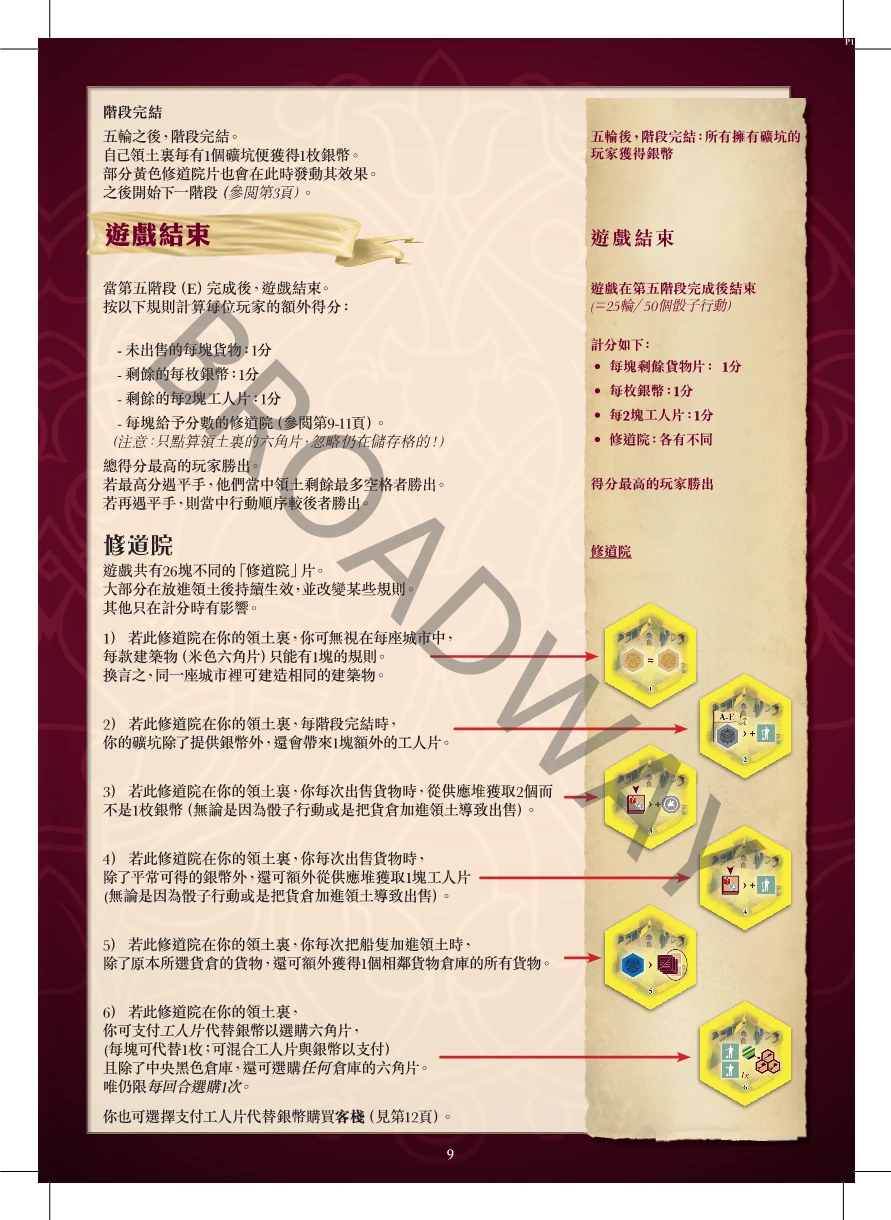 P1
階段完結
五輪之後，階段完結。
自己領土裏每有1個礦坑便獲得1枚銀幣。
部分黃色修道院片也會在此時發動其效果。
之後開始下一階段（參閱第3頁）。
遊戲結束
當第五階段（E）完成後，遊戲結束。
按以下規則計算每位玩家的額外得分：
- 未出售的每塊貨物：1分
- 剩餘的每枚銀幣：1分
- 剩餘的每2塊工人片：1分
- 每塊給予分數的修道院（參閱第9-11頁）。
（注意：只點算領土裏的六角片，忽略仍在儲存格的！）
總得分最高的玩家勝出。
若最高分遇平手，他們當中領土剩餘最多空格者勝出。
若再遇平手，則當中行動順序較後者勝出。
修道院
遊戲共有26塊不同的「修道院」片。
大部分在放進領土後持續生效，並改變某些規則。
其他只在計分時有影響。
1) 若此修道院在你的領土裏，你可無視在每座城市中，
每款建築物（米色六角片）只能有1塊的規則。
換言之，同一座城市裡可建造相同的建築物。
2) 若此修道院在你的領土裏，每階段完結時，
你的礦坑除了提供銀幣外，還會帶來1塊額外的工人片。
3) 若此修道院在你的領土裏，你每次出售貨物時，從供應堆獲取2個而
不是1枚銀幣（無論是因為骰子行動或是把貨倉加進領土導致出售）。
4) 若此修道院在你的領土裏，你每次出售貨物時，
除了平常可得的銀幣外，還可額外從供應堆獲取1塊工人片
(無論是因為骰子行動或是把貨倉加進領土導致出售）。
5) 若此修道院在你的領土裏，你每次把船隻加進領土時，
除了原本所選貨倉的貨物，還可額外獲得1個相鄰貨物倉庫的所有貨物。
6) 若此修道院在你的領土裏，
你可支付工人片代替銀幣以選購六角片，
(每塊可代替1枚；可混合工人片與銀幣以支付)
且除了中央黑色倉庫，還可選購任何倉庫的六角片。
唯仍限每回合選購1次。
你也可選擇支付工人片代替銀幣購買客棧（見第12頁）。
五輪後，階段完結：所有擁有礦坑的
玩家獲得銀幣
遊戲結束
遊戲在第五階段完成後結束
(=25輪/ 50個骰子行動)
計分如下：
• 每塊剩餘貨物片： 1分
• 每枚銀幣：1分
• 每2塊工人片：1分
• 修道院：各有不同
得分最高的玩家勝出
修道院
≈
1
A-E
› +
2
› +
3
› +
4
›
5
1x
6
9
BROADWAY